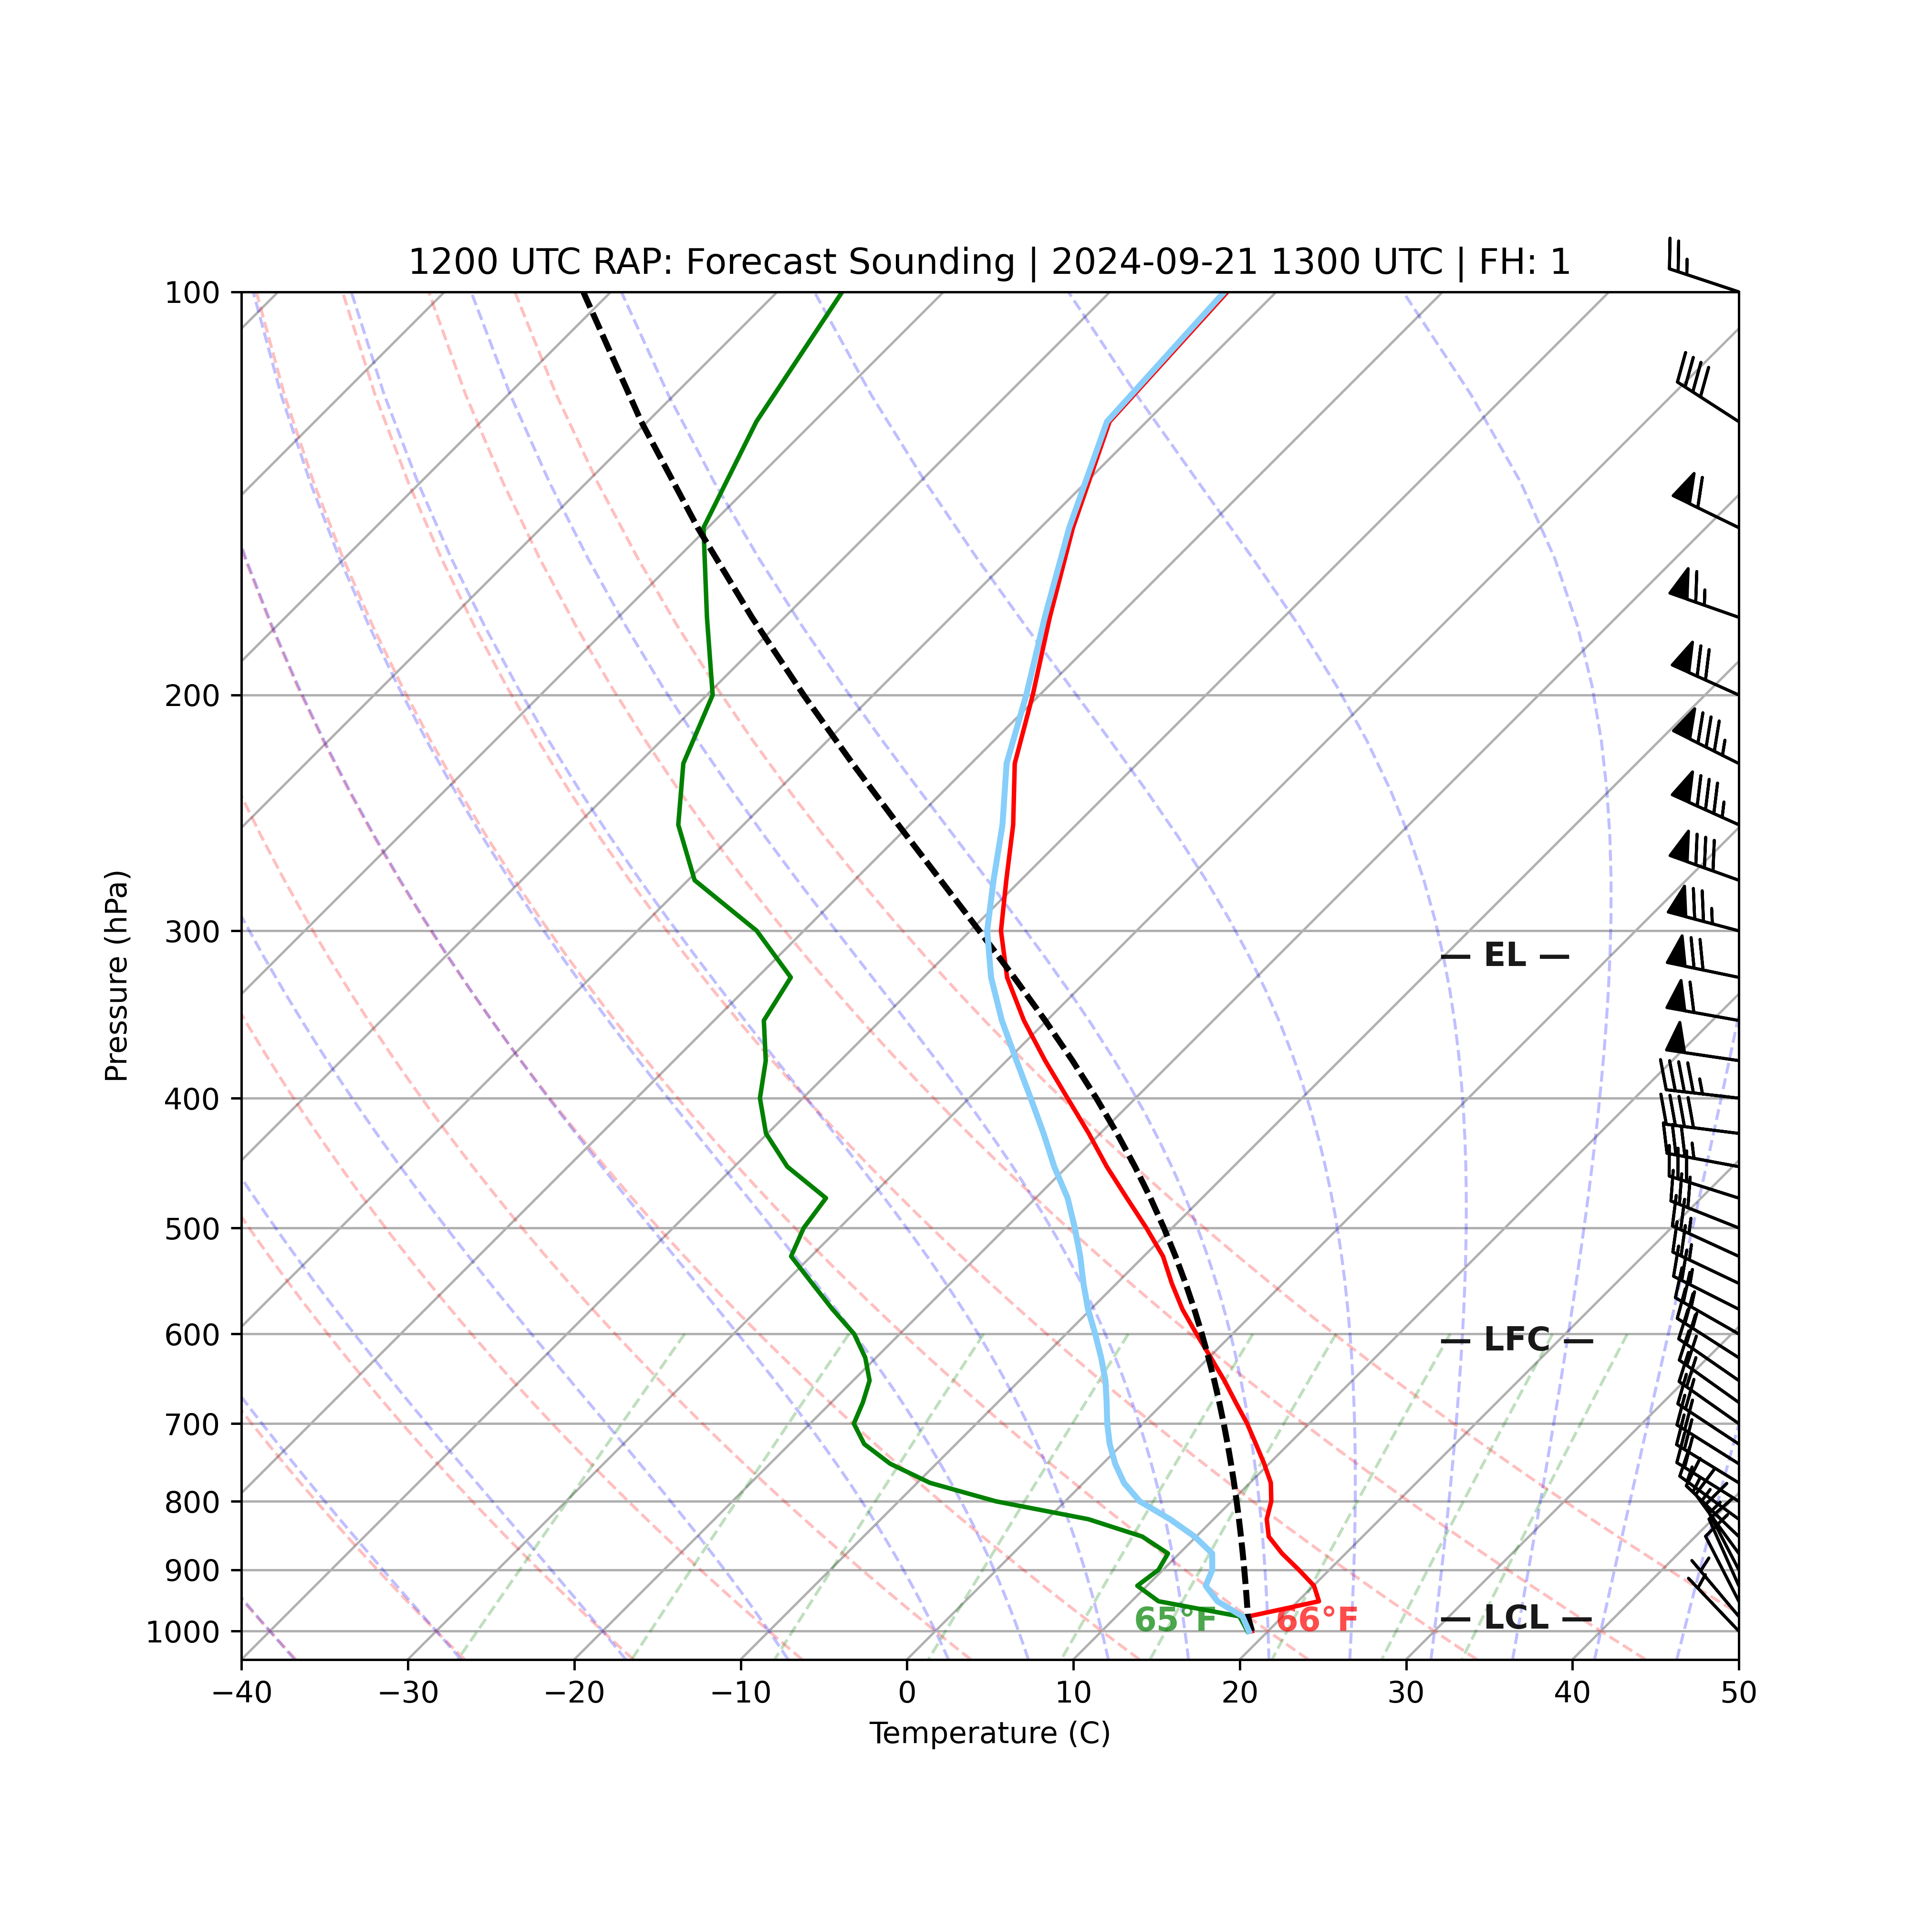 1200 UTC RAP: Forecast Sounding | 2024-09-21 1300 UTC | FH: 1
100
200
300
400
500
600
700
800
900
1000
Pressure (hPa)
— EL —
— LFC —
— LCL —
65°F
66°F
−40 −30 −20 −10 0 10 20 30 40 50
Temperature (C)